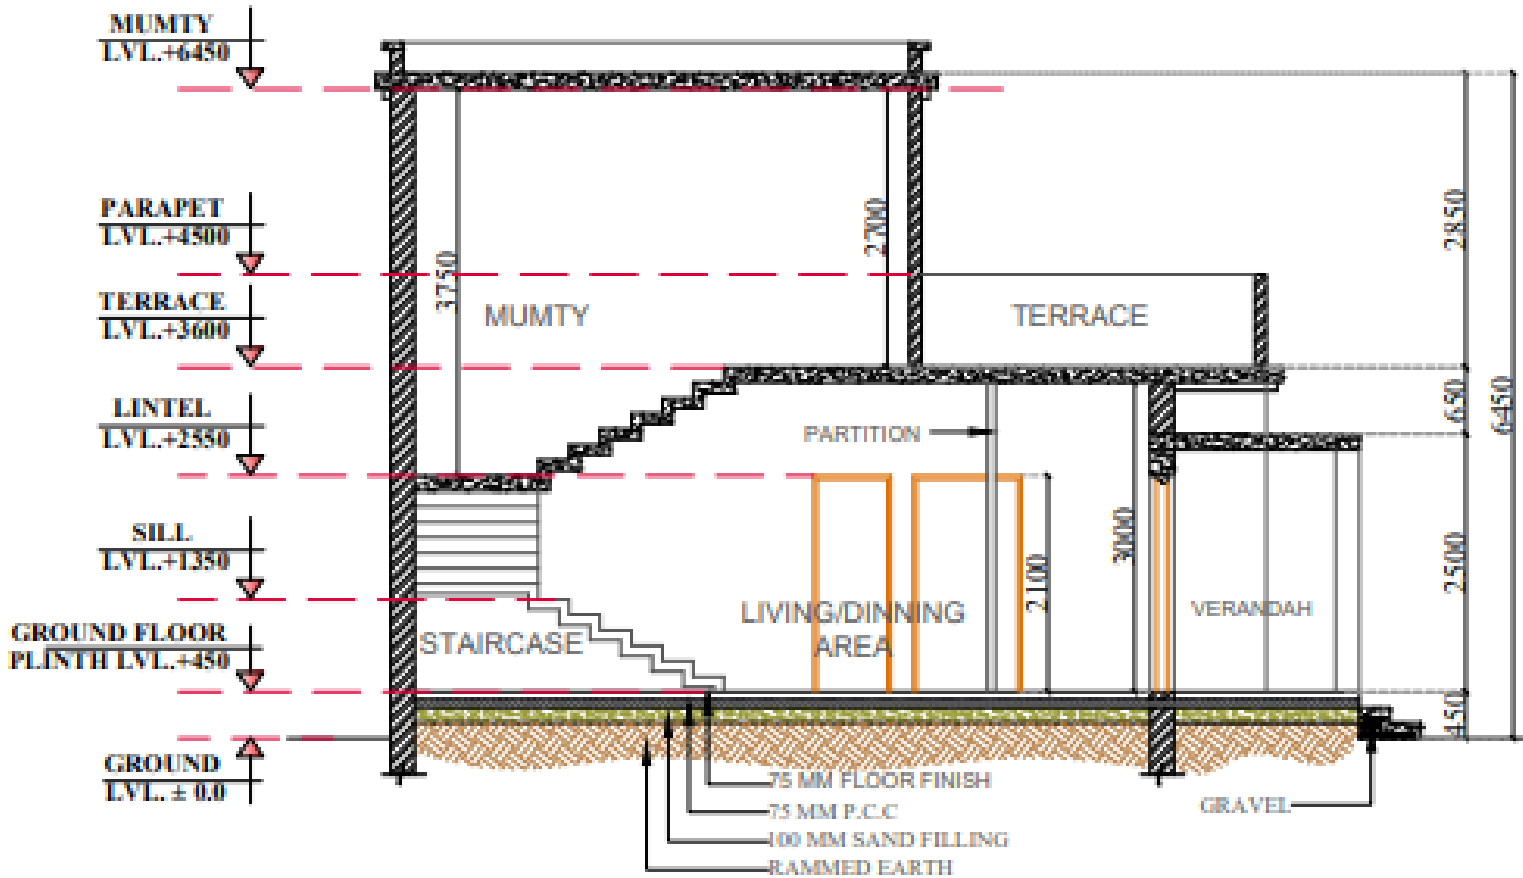 MUMTY
LVL.+6450
PARAPET
LVL.+4500
TERRACE
LVL.+3600
LINTEL
LVL.+2550
SILL
LVL.+1350
GROUND FLOOR
PLINTH LVL.+450
GROUND
LVL. ± 0.0
3750
2700
MUMTY
TERRACE
PARTITION
STAIRCASE
LIVING/DINNING
AREA
2100
3000
VERANDAH
2850
650
2500
450
6450
75 MM FLOOR FINISH
75 MM P.C.C
100 MM SAND FILLING
RAMMED EARTH
GRAVEL